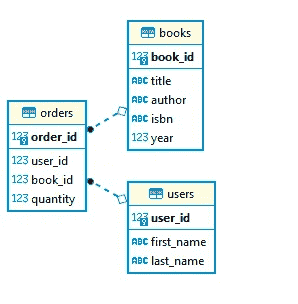 books
123 book_id
ABC title
ABC author
ABC isbn
123 year
orders
123 order_id
123 user_id
123 book_id
123 quantity
users
123 user_id
ABC first_name
ABC last_name